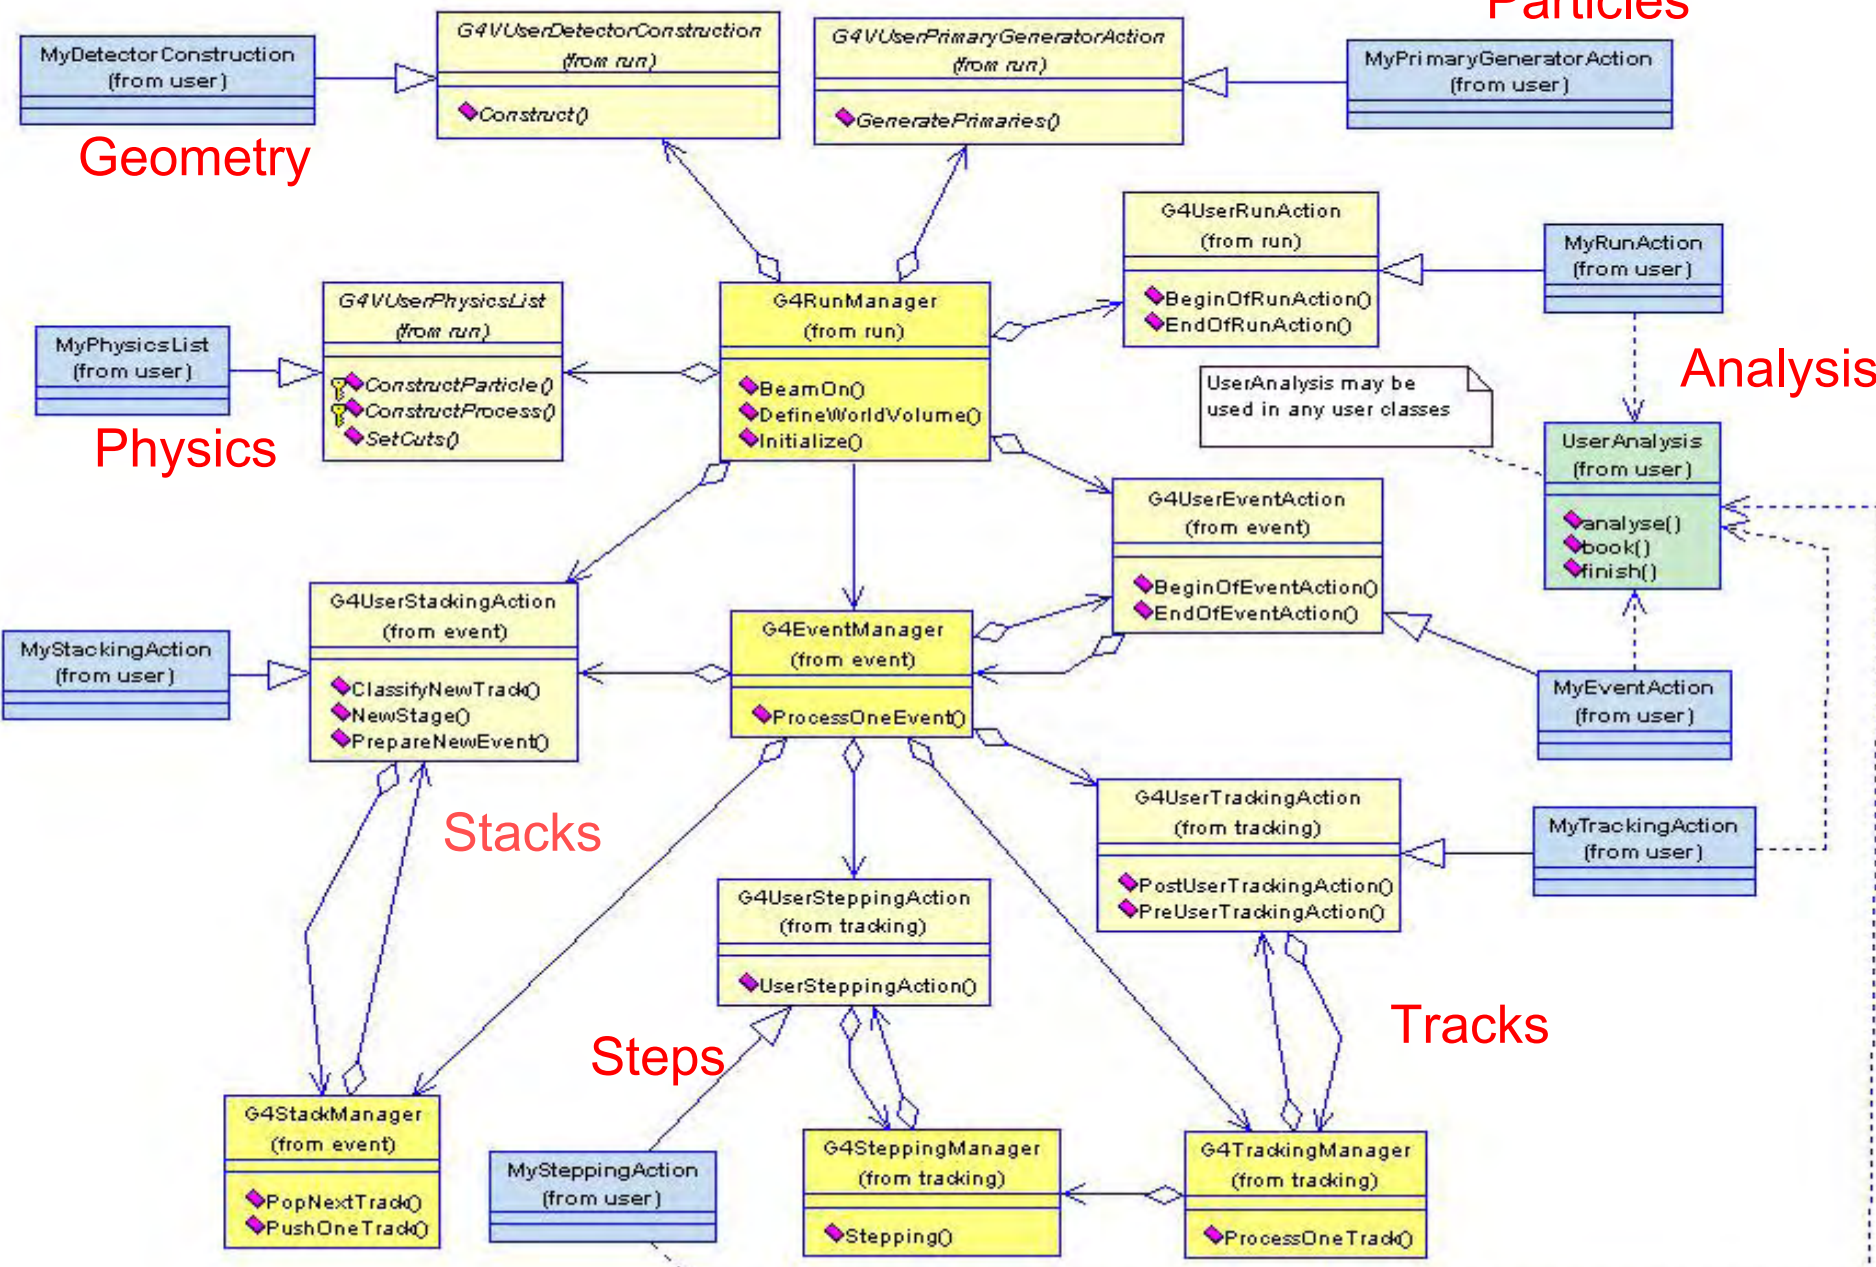 Particles
MyDetectorConstruction
(from user)
G4VUserDetectorConstruction
(from run)
Construct()
G4VUserPrimaryGeneratorAction
(from run)
GeneratePrimaries()
MyPrimaryGeneratorAction
(from user)
Geometry
G4UserRunAction
(from run)
BeginOfRunAction()
EndOfRunAction()
MyRunAction
(from user)
G4VUserPhysicsList
(from run)
ConstructParticle()
ConstructProcess()
SetCuts()
G4RunManager
(from run)
BeamOn()
DefineWorldVolume()
Initialize()
MyPhysicsList
(from user)
Physics
UserAnalysis may be
used in any user classes
Analysis
UserAnalysis
(from user)
analyse()
book()
finish()
G4UserEventAction
(from event)
BeginOfEventAction()
EndOfEventAction()
G4UserStackingAction
(from event)
ClassifyNewTrack()
NewStage()
PrepareNewEvent()
MyStackingAction
(from user)
G4EventManager
(from event)
ProcessOneEvent()
MyEventAction
(from user)
Stacks
G4UserTrackingAction
(from tracking)
PostUserTrackingAction()
PreUserTrackingAction()
MyTrackingAction
(from user)
G4UserSteppingAction
(from tracking)
UserSteppingAction()
Steps
Tracks
G4StackManager
(from event)
PopNextTrack()
PushOneTrack()
MySteppingAction
(from user)
G4SteppingManager
(from tracking)
Stepping()
G4TrackingManager
(from tracking)
ProcessOneTrack()